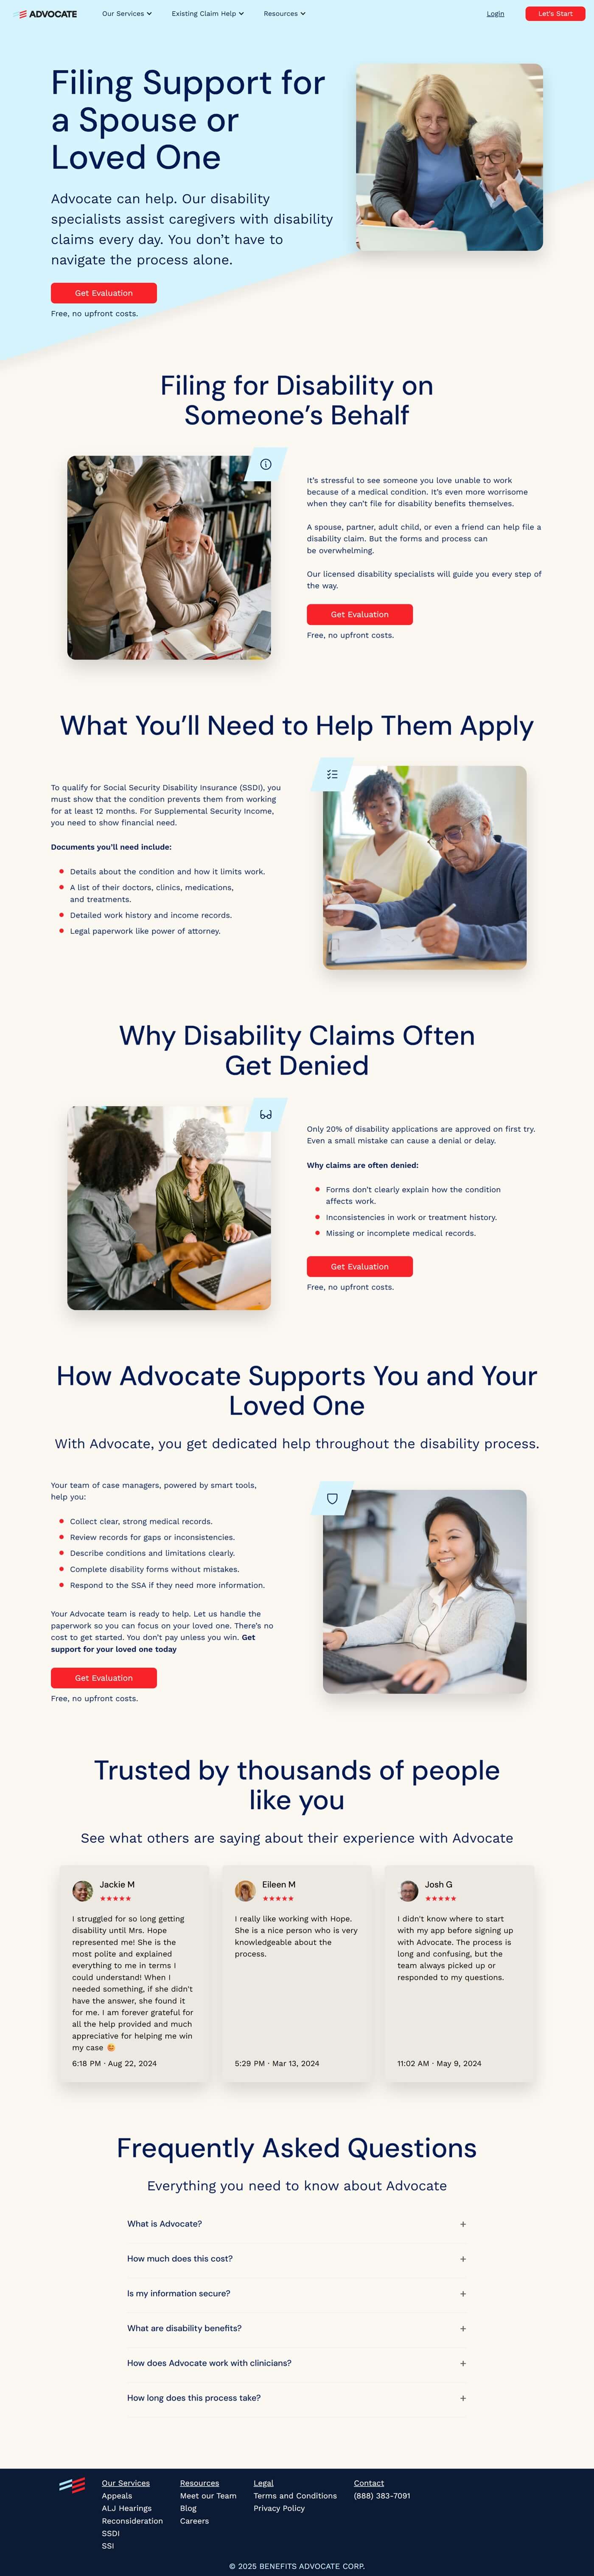 ADVOCATE
Our Services
Existing Claim Help
Resources
Login
Let's Start
Filing Support for
a Spouse or
Loved One
Advocate can help. Our disability
specialists assist caregivers with disability
claims every day. You don’t have to
navigate the process alone.
Get Evaluation
Free, no upfront costs.
Filing for Disability on
Someone’s Behalf
It’s stressful to see someone you love unable to work
because of a medical condition. It’s even more worrisome
when they can’t file for disability benefits themselves.
A spouse, partner, adult child, or even a friend can help file a
disability claim. But the forms and process can
be overwhelming.
Our licensed disability specialists will guide you every step of
the way.
Get Evaluation
Free, no upfront costs.
What You’ll Need to Help Them Apply
To qualify for Social Security Disability Insurance (SSDI), you
must show that the condition prevents them from working
for at least 12 months. For Supplemental Security Income,
you need to show financial need.
Documents you’ll need include:
Details about the condition and how it limits work.
A list of their doctors, clinics, medications,
and treatments.
Detailed work history and income records.
Legal paperwork like power of attorney.
Why Disability Claims Often
Get Denied
Only 20% of disability applications are approved on first try.
Even a small mistake can cause a denial or delay.
Why claims are often denied:
Forms don’t clearly explain how the condition
affects work.
Inconsistencies in work or treatment history.
Missing or incomplete medical records.
Get Evaluation
Free, no upfront costs.
How Advocate Supports You and Your
Loved One
With Advocate, you get dedicated help throughout the disability process.
Your team of case managers, powered by smart tools,
help you:
Collect clear, strong medical records.
Review records for gaps or inconsistencies.
Describe conditions and limitations clearly.
Complete disability forms without mistakes.
Respond to the SSA if they need more information.
Your Advocate team is ready to help. Let us handle the
paperwork so you can focus on your loved one. There’s no
cost to get started. You don’t pay unless you win. Get
support for your loved one today
Get Evaluation
Free, no upfront costs.
Trusted by thousands of people
like you
See what others are saying about their experience with Advocate
Jackie M
★★★★★
I struggled for so long getting
disability until Mrs. Hope
represented me! She is the
most polite and explained
everything to me in terms I
could understand! When I
needed something, if she didn't
have the answer, she found it
for me. I am forever grateful for
all the help provided and much
appreciative for helping me win
my case 😊
6:18 PM · Aug 22, 2024
Eileen M
★★★★★
I really like working with Hope.
She is a nice person who is very
knowledgeable about the
process.
5:29 PM · Mar 13, 2024
Josh G
★★★★★
I didn't know where to start
with my app before signing up
with Advocate. The process is
long and confusing, but the
team always picked up or
responded to my questions.
11:02 AM · May 9, 2024
Frequently Asked Questions
Everything you need to know about Advocate
What is Advocate?
+
How much does this cost?
+
Is my information secure?
+
What are disability benefits?
+
How does Advocate work with clinicians?
+
How long does this process take?
+
Our Services
Appeals
ALJ Hearings
Reconsideration
SSDI
SSI
Resources
Meet our Team
Blog
Careers
Legal
Terms and Conditions
Privacy Policy
Contact
(888) 383-7091
© 2025 BENEFITS ADVOCATE CORP.